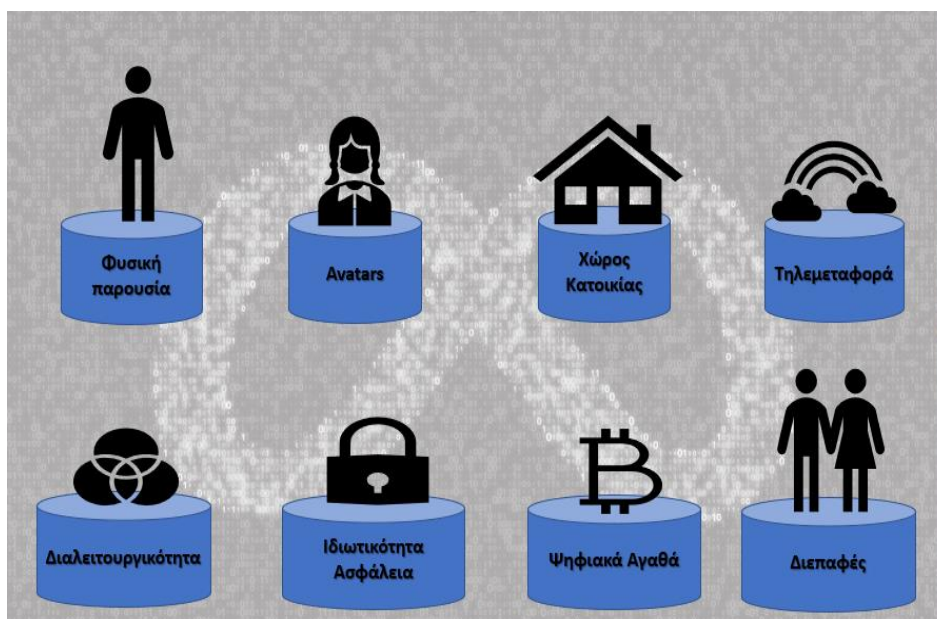 Φυσική
παρουσία
Avatars
Χώρος
Κατοικίας
Τηλεμεταφορά
Διαλειτουργικότητα
Ιδιωτικότητα
Ασφάλεια
Ψηφιακά Αγαθά
Διεπαφές